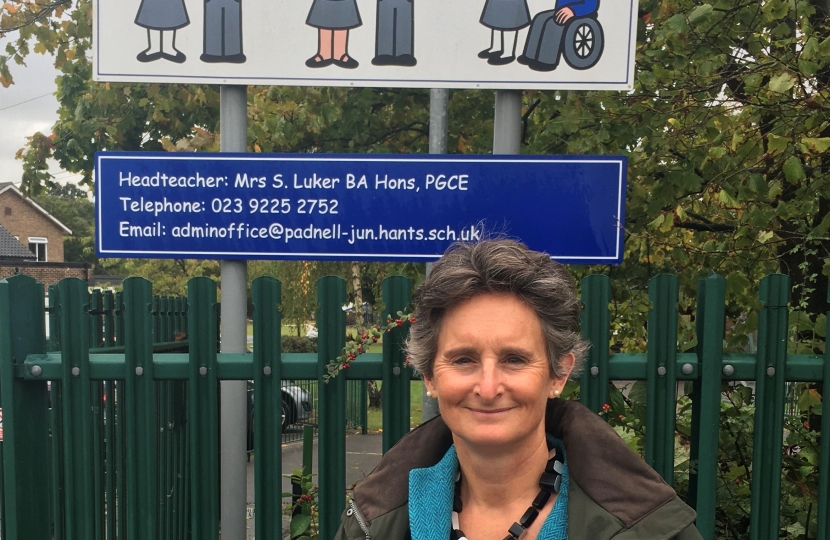 Headteacher: Mrs S. Luker BA Hons, PGCE
Telephone: 023 9225 2752
Email: adminoffice@padnell-jun.hants.sch.uk